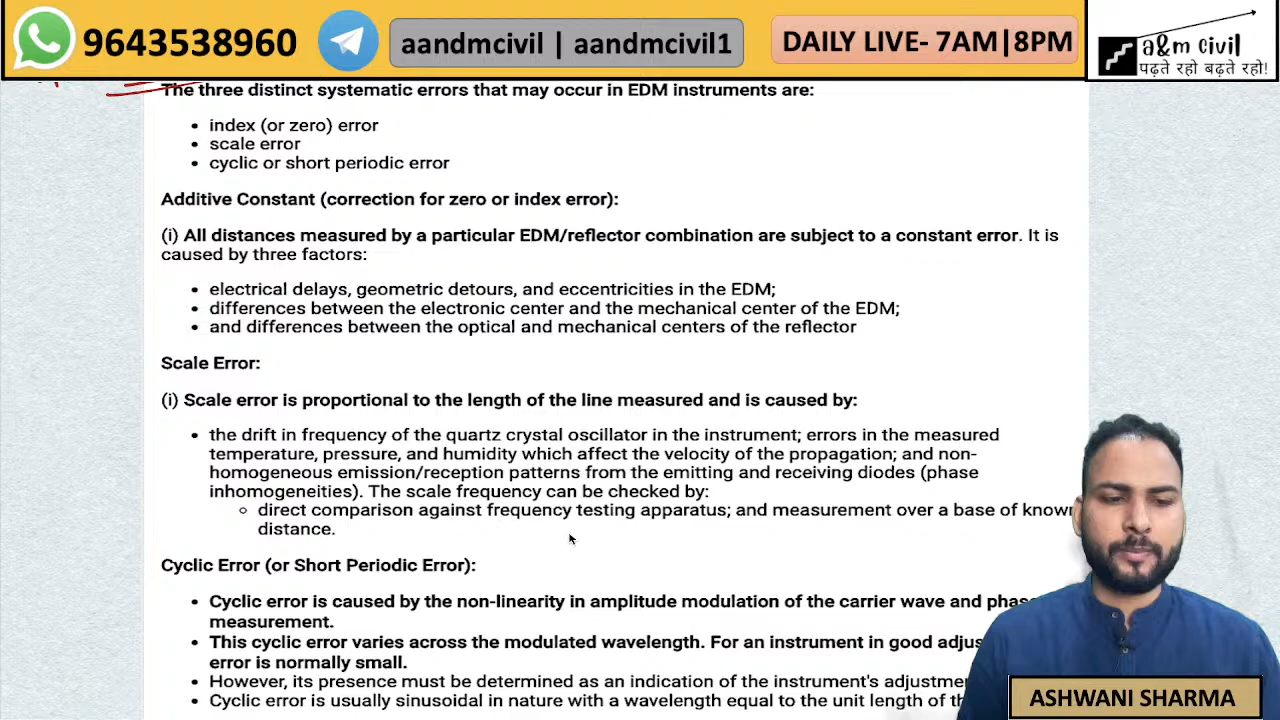 9643538960
aandmcivil | aandmcivil1
DAILY LIVE- 7AM|8PM
a&m civil
पढ़ते रहो बढ़ते रहो!
The three distinct systematic errors that may occur in EDM instruments are:
• index (or zero) error
• scale error
• cyclic or short periodic error
Additive Constant (correction for zero or index error):
(i) All distances measured by a particular EDM/reflector combination are subject to a constant error. It is
caused by three factors:
• electrical delays, geometric detours, and eccentricities in the EDM;
• differences between the electronic center and the mechanical center of the EDM;
• and differences between the optical and mechanical centers of the reflector
Scale Error:
(i) Scale error is proportional to the length of the line measured and is caused by:
• the drift in frequency of the quartz crystal oscillator in the instrument; errors in the measured
temperature, pressure, and humidity which affect the velocity of the propagation; and non-
homogeneous emission/reception patterns from the emitting and receiving diodes (phase
inhomogeneities). The scale frequency can be checked by:
◦ direct comparison against frequency testing apparatus; and measurement over a base of known
distance.
Cyclic Error (or Short Periodic Error):
• Cyclic error is caused by the non-linearity in amplitude modulation of the carrier wave and phase
measurement.
• This cyclic error varies across the modulated wavelength. For an instrument in good
error is normally small.
• However, its presence must be determined as an indication of the instrument's
• Cyclic error is usually sinusoidal in nature with a wavelength equal to the unit length of
ASHWANI SHARMA